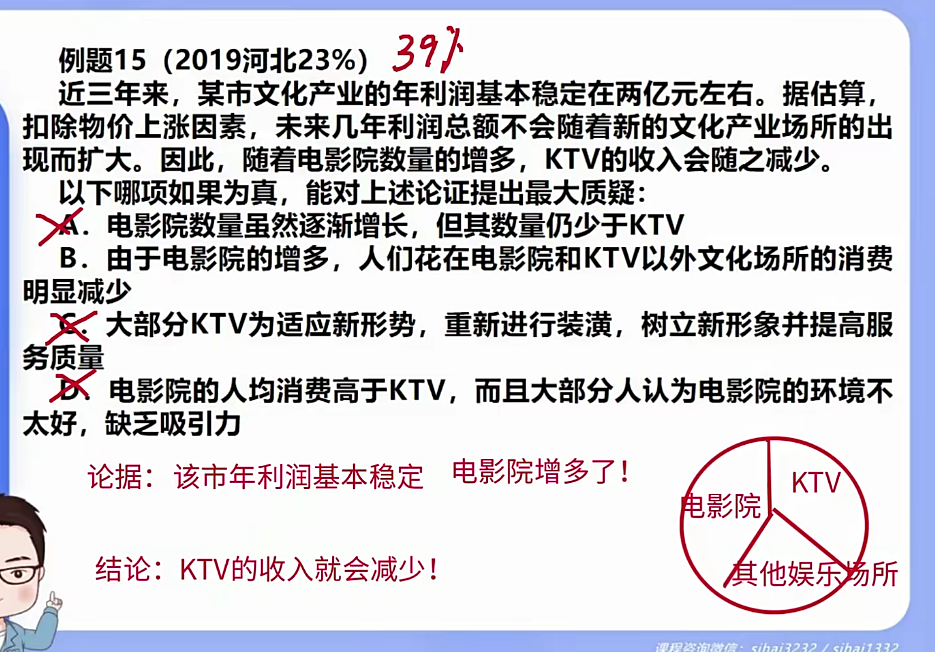 例题15（2019河北23%） 39%
近三年来，某市文化产业的年利润基本稳定在两亿元左右。据估算，
扣除物价上涨因素，未来几年利润总额不会随着新的文化产业场所的出
现而扩大。因此，随着电影院数量的增多，KTV的收入会随之减少。
以下哪项如果为真，能对上述论证提出最大质疑：
A．电影院数量虽然逐渐增长，但其数量仍少于KTV
B．由于电影院的增多，人们花在电影院和KTV以外文化场所的消费
明显减少
C．大部分KTV为适应新形势，重新进行装潢，树立新形象并提高服
务质量
D．电影院的人均消费高于KTV，而且大部分人认为电影院的环境不
太好，缺乏吸引力
论据：该市年利润基本稳定 电影院增多了！
KTV
电影院
结论：KTV的收入就会减少！
其他娱乐场所
课程咨询微信：sihai3232 / sihai1332